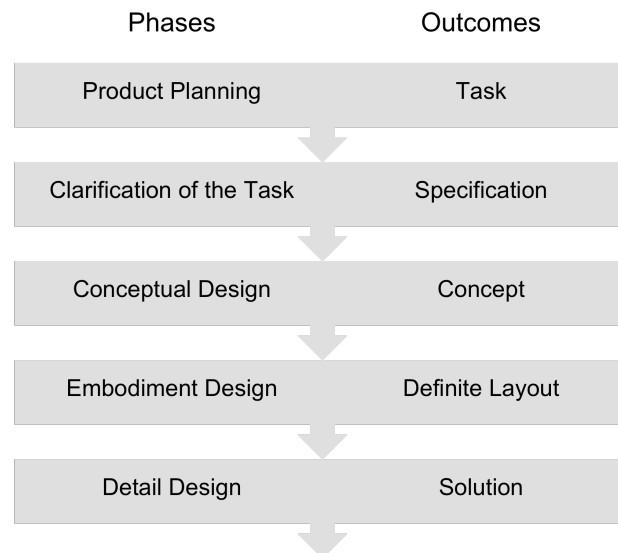 Phases Outcomes
Product Planning Task
Clarification of the Task Specification
Conceptual Design Concept
Embodiment Design Definite Layout
Detail Design Solution